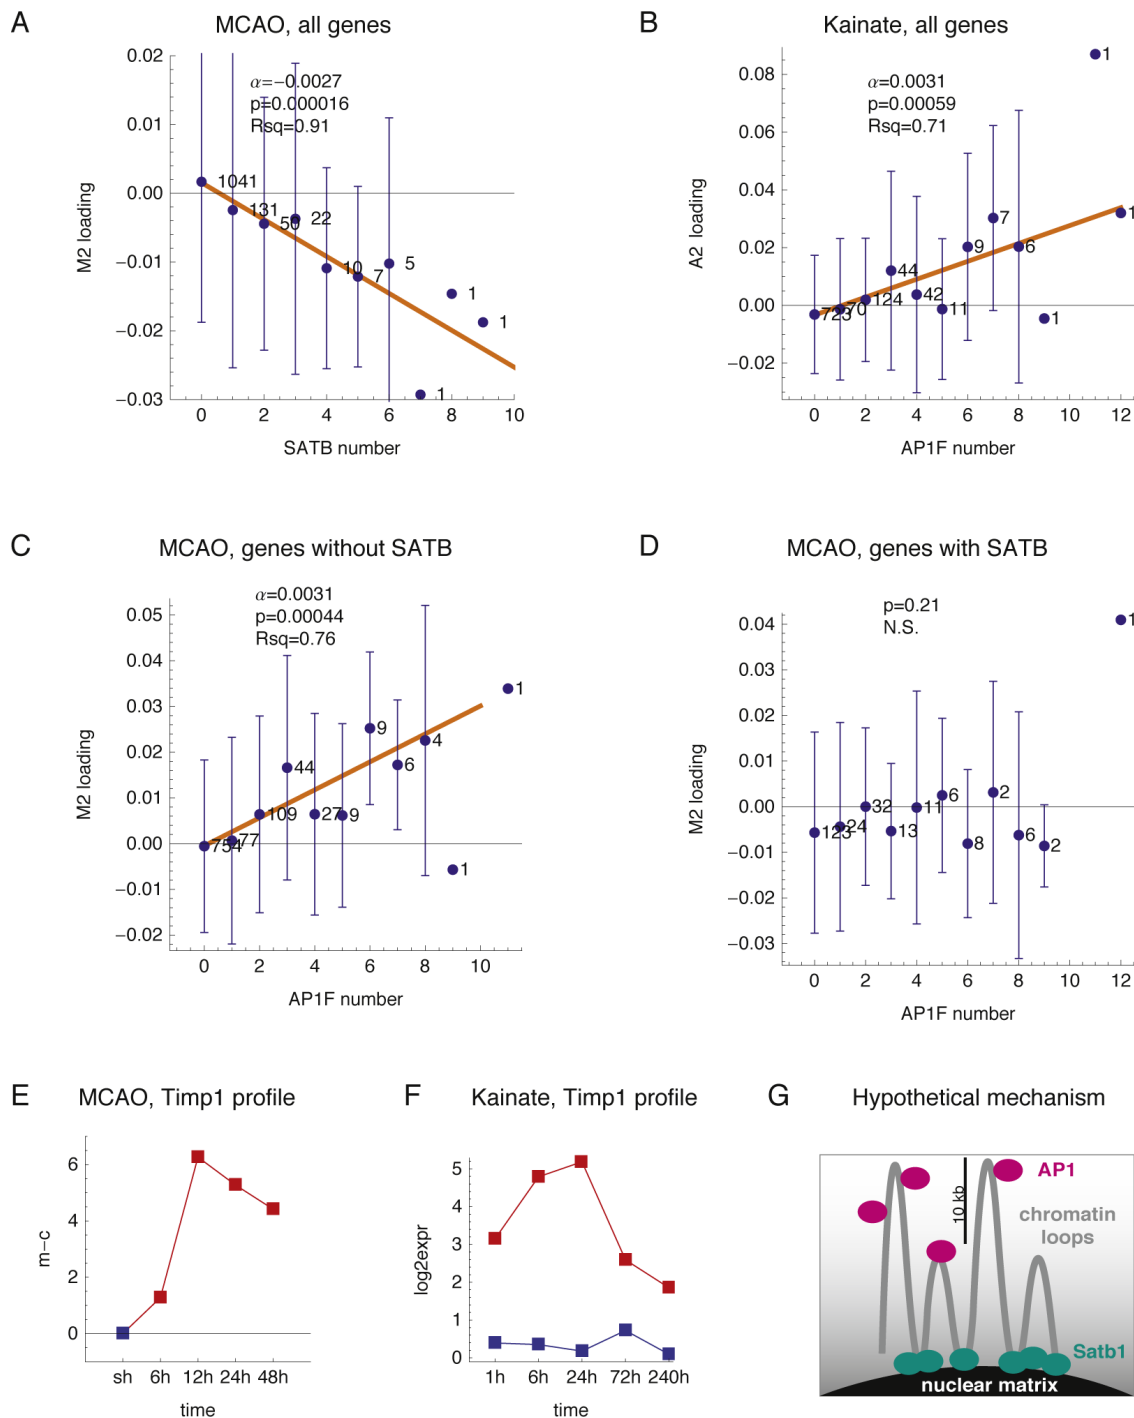 A
MCAO, all genes
α=−0.0027
p=0.000016
Rsq=0.91
0.02
0.01
0.00
−0.01
−0.02
−0.03
M2 loading
1041
131
50
22
10
7
5
1
1
1
0 2 4 6 8 10
SATB number
B
Kainate, all genes
α=0.0031
p=0.00059
Rsq=0.71
0.08
0.06
0.04
0.02
0.00
−0.02
A2 loading
723
70
124
44
42
11
9
7
6
1
1
1
0 2 4 6 8 10 12
AP1F number
C
MCAO, genes without SATB
α=0.0031
p=0.00044
Rsq=0.76
0.05
0.04
0.03
0.02
0.01
0.00
−0.01
−0.02
M2 loading
754
77
109
44
27
9
9
6
4
1
1
0 2 4 6 8 10
AP1F number
D
MCAO, genes with SATB
p=0.21
N.S.
0.04
0.03
0.02
0.01
0.00
−0.01
−0.02
−0.03
M2 loading
123
24
32
13
11
6
8
2
6
2
1
0 2 4 6 8 10 12
AP1F number
E
MCAO, Timp1 profile
6
4
2
0
m−c
sh 6h 12h 24h 48h
time
F
Kainate, Timp1 profile
5
4
3
2
1
0
log2expr
1h 6h 24h 72h 240h
time
G
Hypothetical mechanism
AP1
10 kb
chromatin
loops
Satb1
nuclear matrix